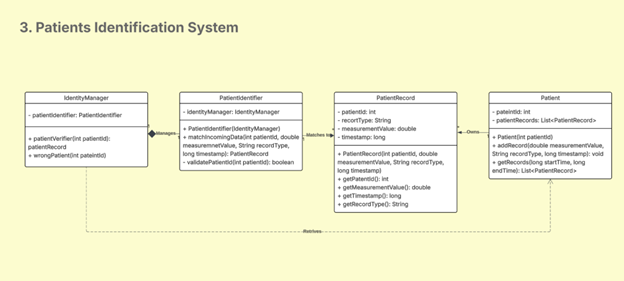 3. Patients Identification System
IdentityManager
- patientIdentifier: PatientIdentifier
+ patientVerifier(int patientId):
patientRecord
+ wrongPatient(int pateintId)
Manages
PatientIdentifier
- IdentityManager: IdentityManager
+ PatientIdentifier(IdentityManager)
+ matchIncomingData(int patientId, double
measuremnetValue, String recordType,
long timestamp): PatientRecord
- validatePatientId(int patientId): boolean
Matches to
PatientRecord
- patientId: int
- recortType: String
- measurementValue: double
- timestamp: long
+ PatientRecord(int patientId, double
measurementValue, String recordType,
long timestamp)
+ getPatentId(): int
+ getMeasurementValue(): double
+ getTimestamp(): long
+ getRecordType(): String
Owns
Patient
- pateintId: int
- patientRecords: List<PatientRecord>
+ Patient(int patientId)
+ addRecord(double measurementValue,
String recordType, long timestamp): void
+ getRecords(long startTime, long
endTime): List<PatientRecord>
Retrives